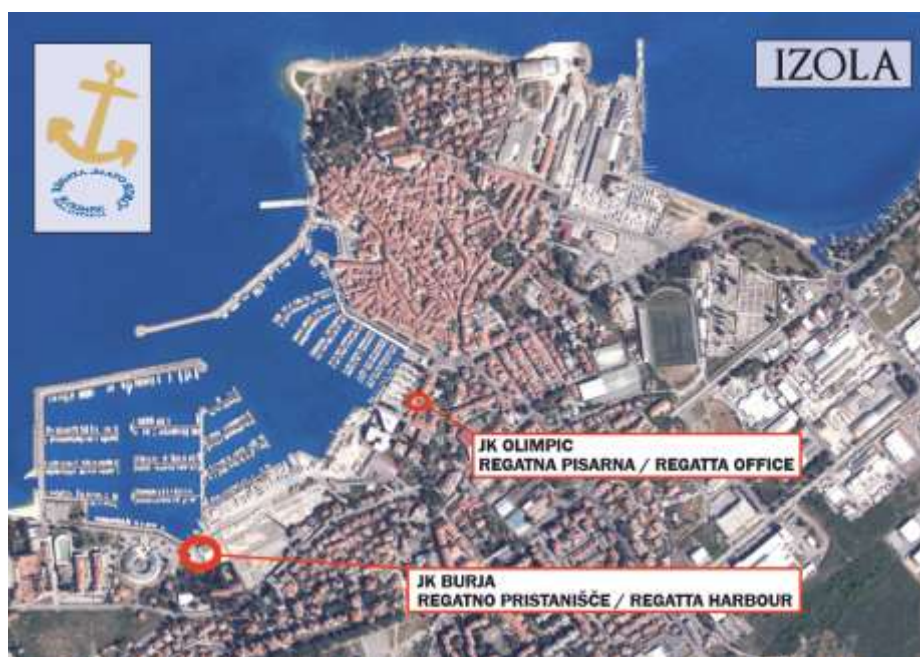 IZOLA
JK OLIMPIC
REGATNA PISARNA / REGATTA OFFICE
JK BURJA
REGATNO PRISTANIŠČE / REGATTA HARBOUR